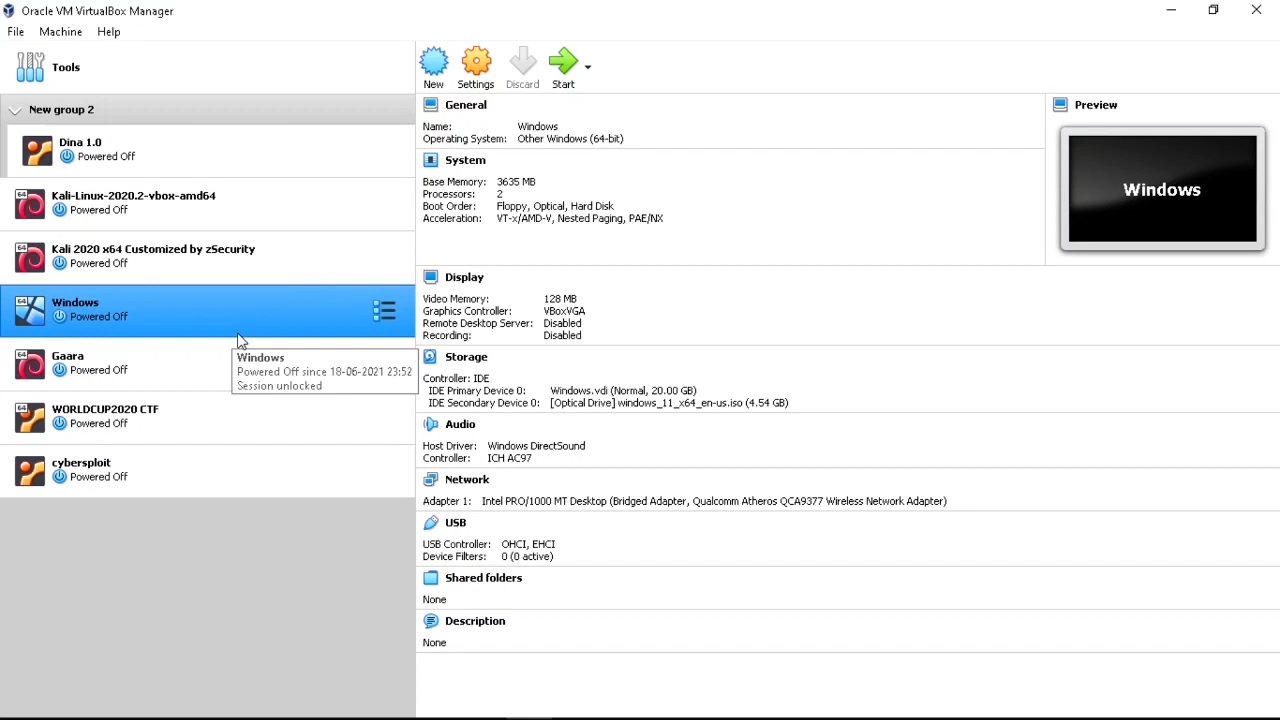 Oracle VM VirtualBox Manager
File Machine Help
Tools
New group 2
Dina 1.0
Powered Off
64
Kali-Linux-2020.2-vbox-amd64
Powered Off
64
Kali 2020 x64 Customized by zSecurity
Powered Off
64
Windows
Powered Off
64
Gaara
Powered Off
64
WORLDCUP2020 CTF
Powered Off
cybersploit
Powered Off
Windows
Powered Off since 18-06-2021 23:52
Session unlocked
New Settings Discard Start
General
Name: Windows
Operating System: Other Windows (64-bit)
System
Base Memory: 3635 MB
Processors: 2
Boot Order: Floppy, Optical, Hard Disk
Acceleration: VT-x/AMD-V, Nested Paging, PAE/NX
Preview
Windows
Display
Video Memory: 128 MB
Graphics Controller: VBoxVGA
Remote Desktop Server: Disabled
Recording: Disabled
Storage
Controller: IDE
IDE Primary Device 0: Windows.vdi (Normal, 20.00 GB)
IDE Secondary Device 0: [Optical Drive] windows_11_x64_en-us.iso (4.54 GB)
Audio
Host Driver: Windows DirectSound
Controller: ICH AC97
Network
Adapter 1: Intel PRO/1000 MT Desktop (Bridged Adapter, Qualcomm Atheros QCA9377 Wireless Network Adapter)
USB
USB Controller: OHCI, EHCI
Device Filters: 0 (0 active)
Shared folders
None
Description
None